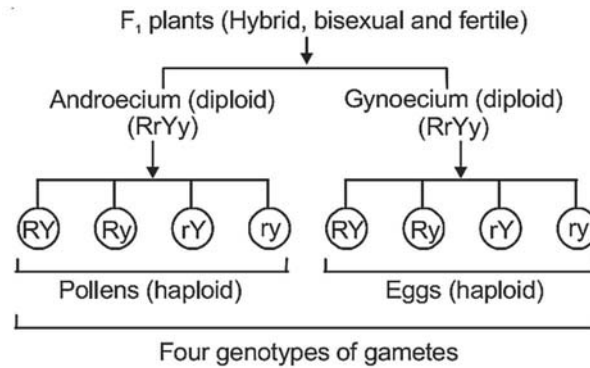 F₁ plants (Hybrid, bisexual and fertile)
Androecium (diploid)
(RrYy)
Gynoecium (diploid)
(RrYy)
RY Ry rY ry
RY Ry rY ry
Pollens (haploid)
Eggs (haploid)
Four genotypes of gametes